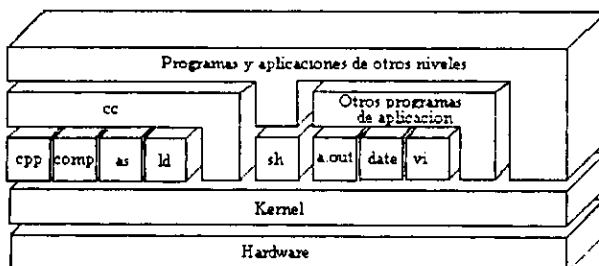 Programas y aplicaciones de otros niveles
cc
Otros programas
de aplicacion
cpp comp as ld sh a.out date vi
Kernel
Hardware